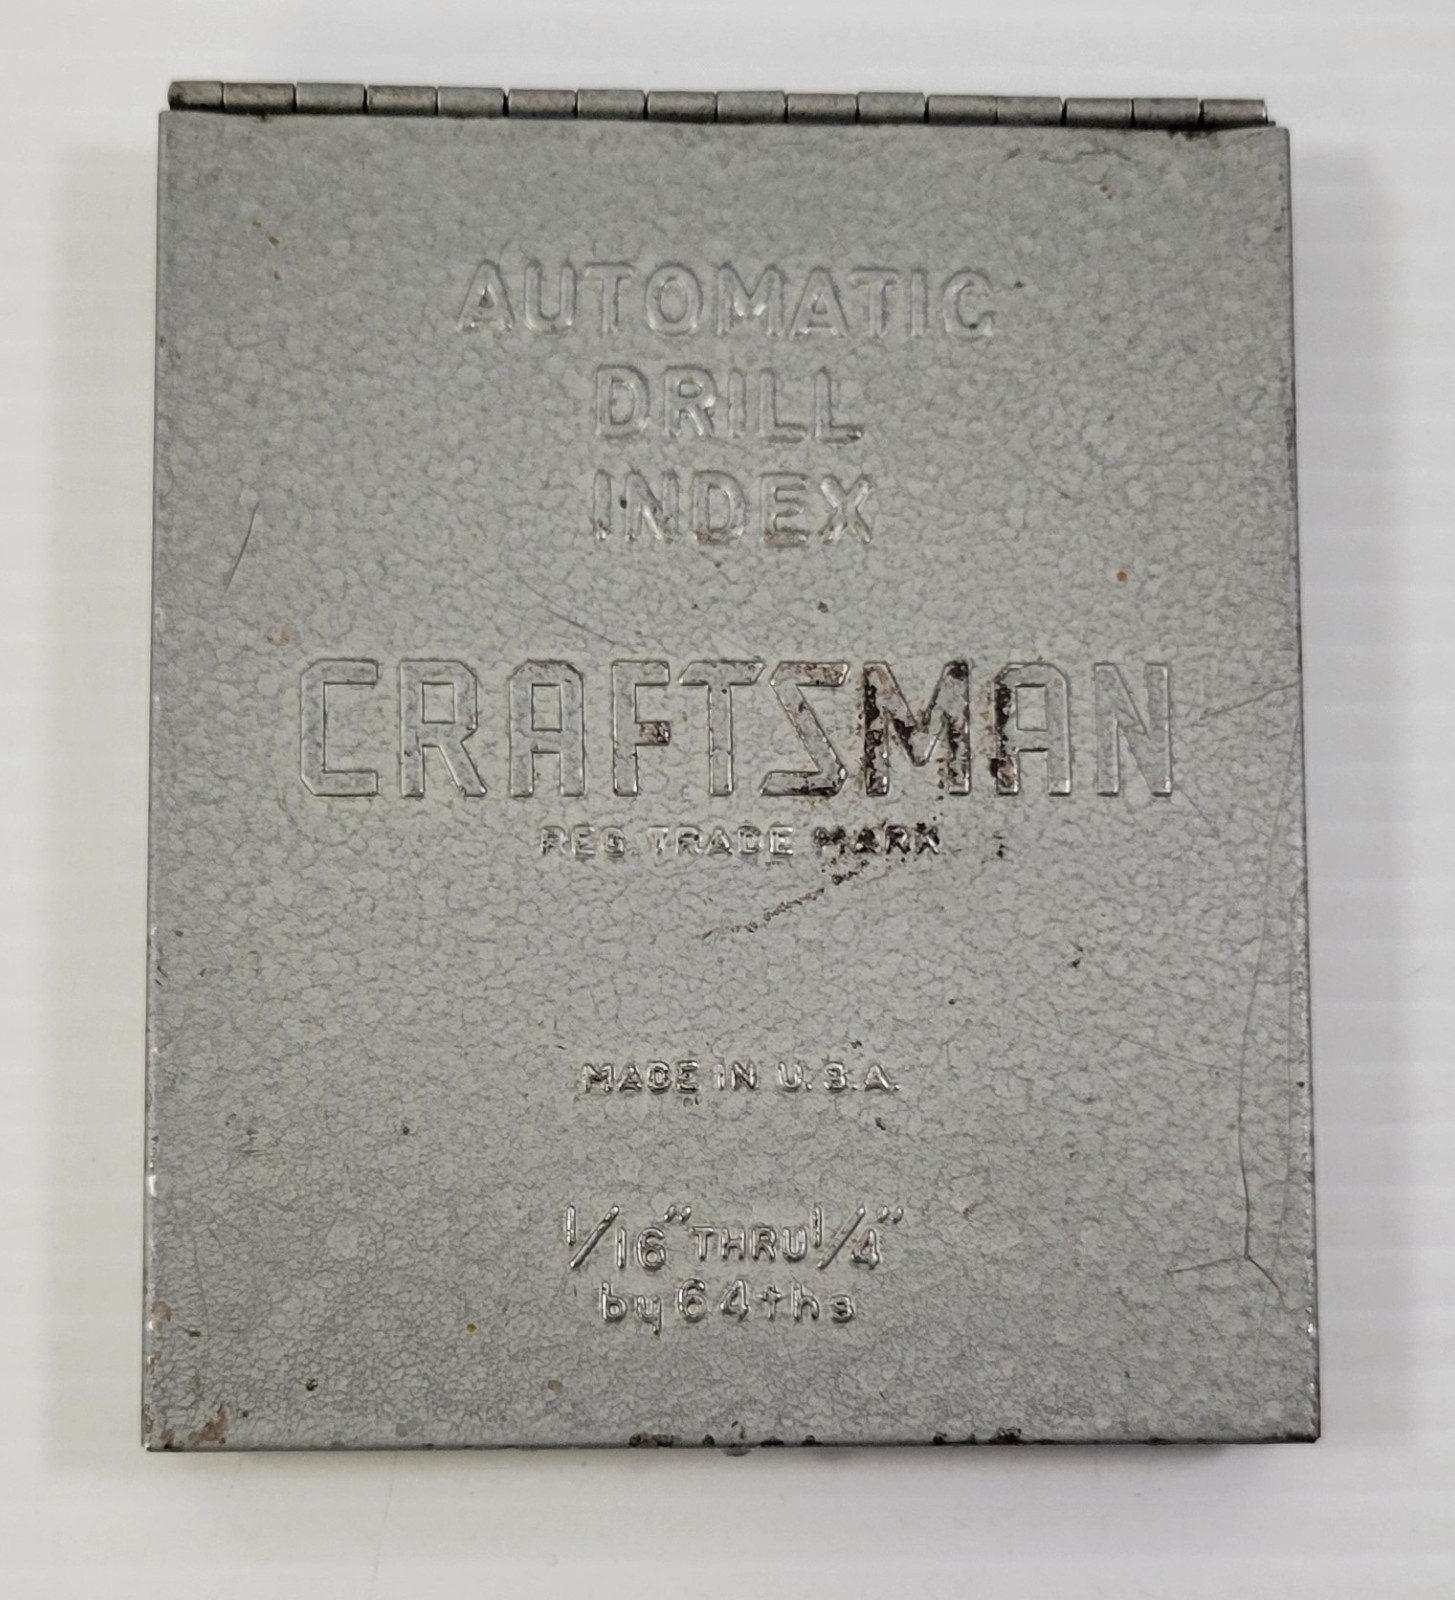 AUTOMATIC
DRILL
INDEX
CRAFTSMAN
REG. TRADE MARK
MADE IN U.S.A.
1/16" THRU 1/4"
by 64ths